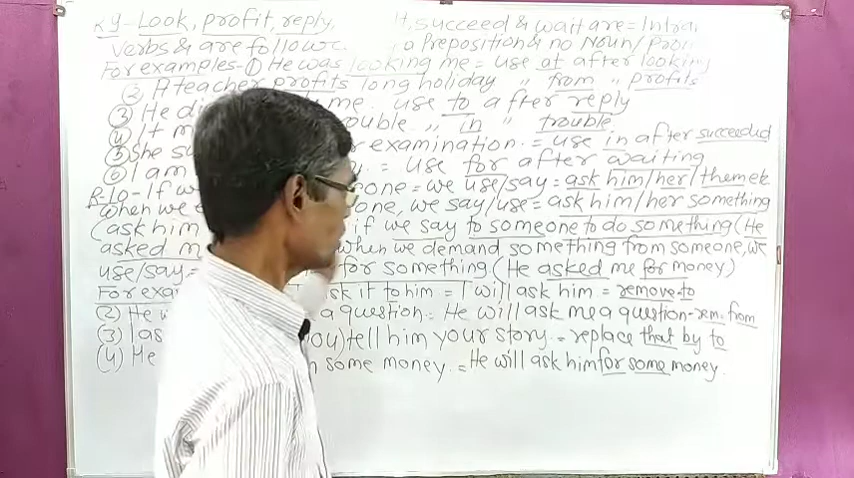 R9-Look, profit, reply, succeed & wait are = Intra
verbs & are follow a Preposition & no Noun/Pro
For examples-① He was looking me = use at after looking
② A teacher profits long holiday " from " profits
③ He di me. use to after reply
④ It rouble " in " trouble
⑤ She s r examination. = use in after succeeded
⑥ I am = use for after waiting
R-10-If w one = we use/say = ask him/her/them etc
when we one, we say/use = ask him/her something
(ask him if we say to someone to do something (He
asked m when we demand something from someone, we
use/say = for something (He asked me for money)
For exa sk it to him = I will ask him = remove to
(2) He w a question = He will ask me a question - rem. from
(3) I as you) tell him your story = replace that by to
(4) He some money. = He will ask him for some money.